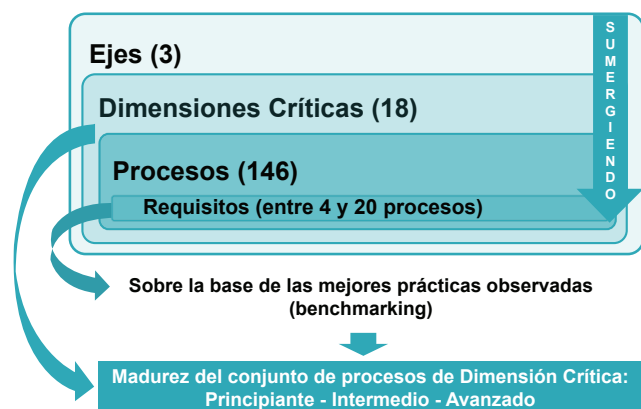 Ejes (3)
Dimensiones Críticas (18)
Procesos (146)
Requisitos (entre 4 y 20 procesos)
SUMERGIENDO
Sobre la base de las mejores prácticas observadas
(benchmarking)
Madurez del conjunto de procesos de Dimensión Crítica:
Principiante - Intermedio - Avanzado